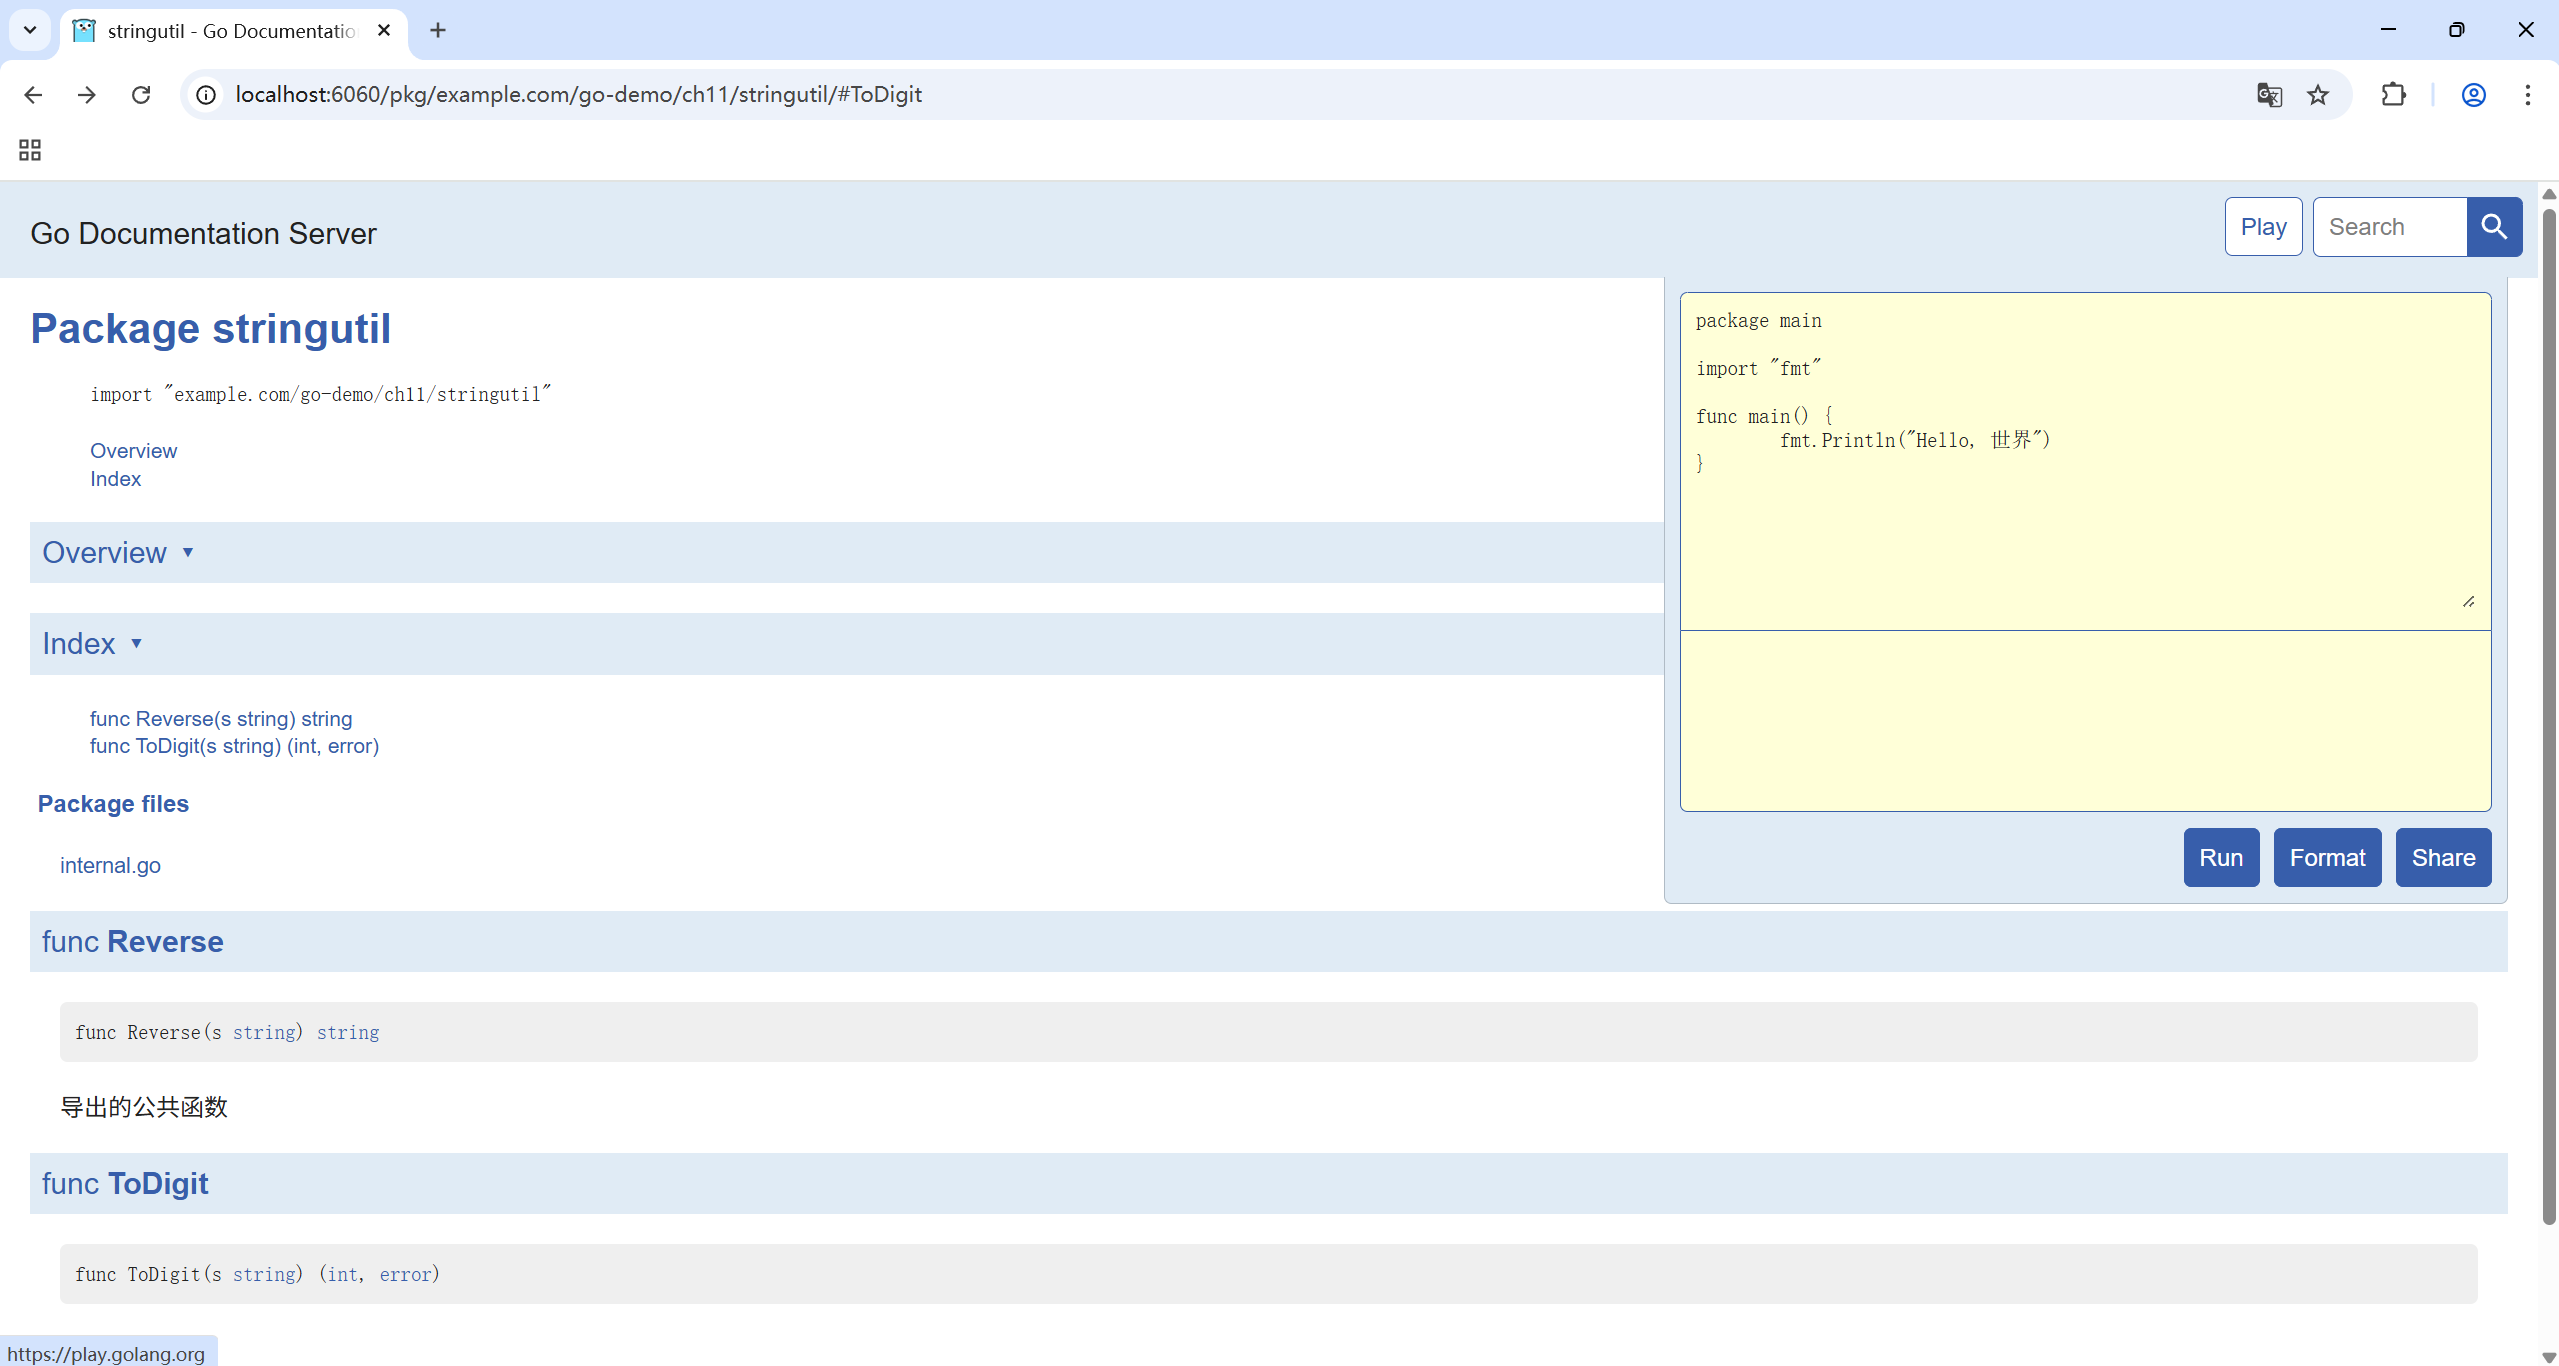 stringutil - Go Documentatio
localhost:6060/pkg/example.com/go-demo/ch11/stringutil/#ToDigit
Go Documentation Server
Play
Search
Package stringutil
import "example.com/go-demo/ch11/stringutil"
Overview
Index
Overview ▾
Index ▾
func Reverse(s string) string
func ToDigit(s string) (int, error)
Package files
internal.go
package main
import "fmt"
func main() {
fmt.Println("Hello, 世界")
}
Run Format Share
func Reverse
func Reverse(s string) string
导出的公共函数
func ToDigit
func ToDigit(s string) (int, error)
https://play.golang.org